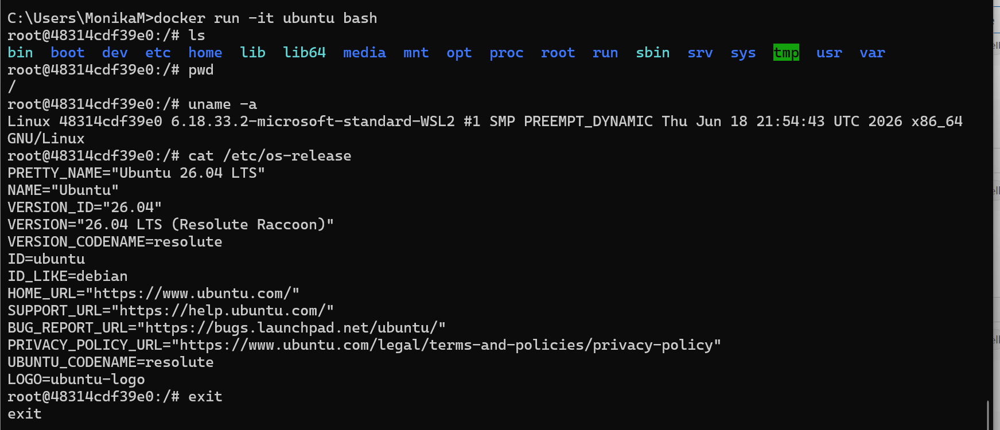 C:\Users\MonikaM>docker run -it ubuntu bash
root@48314cdf39e0:/# ls
bin  boot  dev  etc  home  lib  lib64  media  mnt  opt  proc  root  run  sbin  srv  sys  tmp  usr  var
root@48314cdf39e0:/# pwd
/
root@48314cdf39e0:/# uname -a
Linux 48314cdf39e0 6.18.33.2-microsoft-standard-WSL2 #1 SMP PREEMPT_DYNAMIC Thu Jun 18 21:54:43 UTC 2026 x86_64
GNU/Linux
root@48314cdf39e0:/# cat /etc/os-release
PRETTY_NAME="Ubuntu 26.04 LTS"
NAME="Ubuntu"
VERSION_ID="26.04"
VERSION="26.04 LTS (Resolute Raccoon)"
VERSION_CODENAME=resolute
ID=ubuntu
ID_LIKE=debian
HOME_URL="https://www.ubuntu.com/"
SUPPORT_URL="https://help.ubuntu.com/"
BUG_REPORT_URL="https://bugs.launchpad.net/ubuntu/"
PRIVACY_POLICY_URL="https://www.ubuntu.com/legal/terms-and-policies/privacy-policy"
UBUNTU_CODENAME=resolute
LOGO=ubuntu-logo
root@48314cdf39e0:/# exit
exit